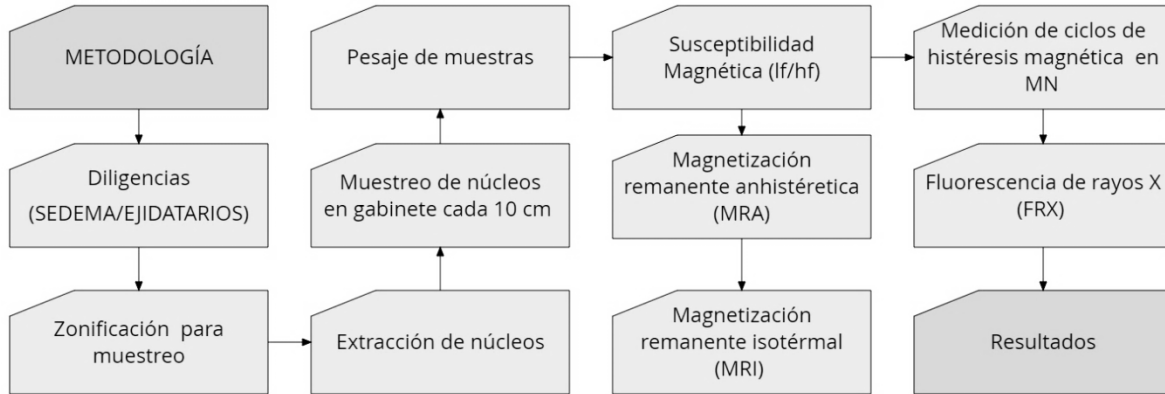 METODOLOGÍA
Diligencias
(SEDEMA/EJIDATARIOS)
Zonificación para
muestreo
Extracción de núcleos
Muestreo de núcleos
en gabinete cada 10 cm
Pesaje de muestras
Susceptibilidad
Magnética (lf/hf)
Magnetización
remanente anhistéretica
(MRA)
Magnetización
remanente isotérmal
(MRI)
Medición de ciclos de
histéresis magnética en
MN
Fluorescencia de rayos X
(FRX)
Resultados